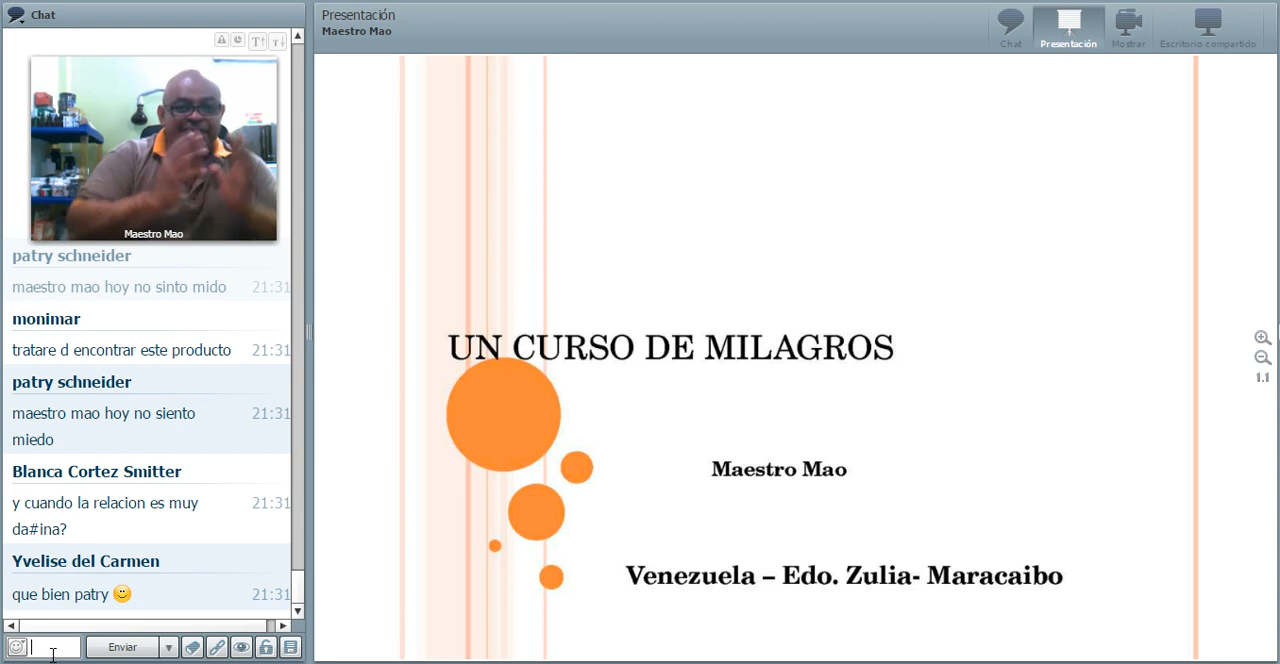 Chat
Maestro Mao
patry schneider
maestro mao hoy no sinto mido 21:31
monimar
tratare d encontrar este producto 21:31
patry schneider
maestro mao hoy no siento 21:31
miedo
Blanca Cortez Smitter
y cuando la relacion es muy 21:31
da#ina?
Yvelise del Carmen
que bien patry 21:31
Enviar
Presentación
Maestro Mao
Chat Presentación Mostrar Escritorio compartido
UN CURSO DE MILAGROS
Maestro Mao
Venezuela – Edo. Zulia- Maracaibo
1.1